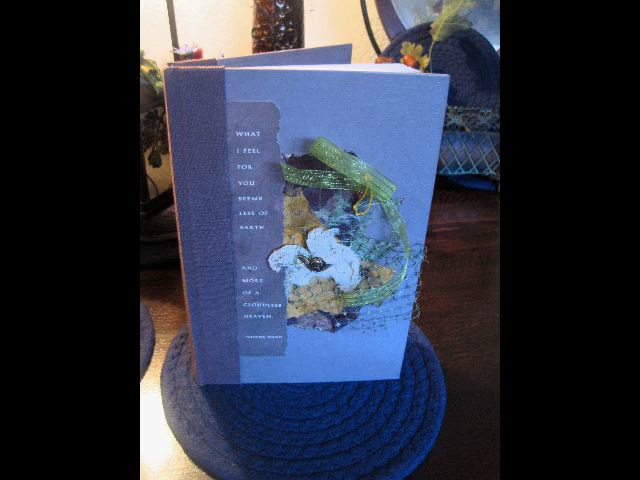 WHAT
I FEEL
FOR
YOU
SEEMS
LESS OF
EARTH
AND
MORE
OF A
CLOUDLESS
HEAVEN.